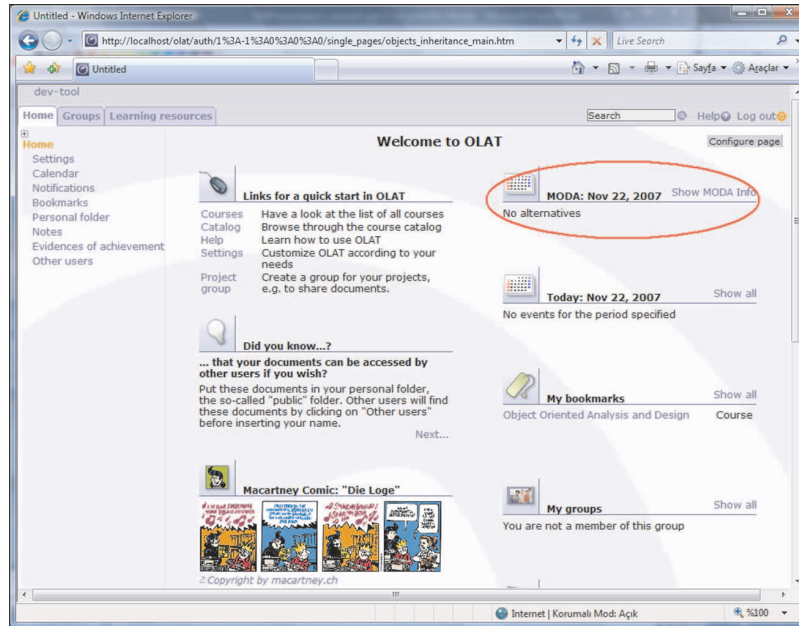 Untitled - Windows Internet Explorer
http://localhost/olat/auth/1%3A-1%3A0%3A0%3A0/single_pages/objects_inheritance_main.htm
Live Search
Untitled
Sayfa
Araçlar
dev-tool
Home Groups Learning resources
Search Help Log out
Home
Settings
Calendar
Notifications
Bookmarks
Personal folder
Notes
Evidences of achievement
Other users
Welcome to OLAT
Configure page
Links for a quick start in OLAT
Courses Have a look at the list of all courses
Catalog Browse through the course catalog
Help Learn how to use OLAT
Settings Customize OLAT according to your
needs
Project Create a group for your projects,
group e.g. to share documents.
Did you know...?
... that your documents can be accessed by
other users if you wish?
Put these documents in your personal folder,
the so-called "public" folder. Other users will find
these documents by clicking on "Other users"
before inserting your name.
Next...
Macartney Comic: "Die Loge"
Copyright by macartney.ch
MODA: Nov 22, 2007 Show MODA Info
No alternatives
Today: Nov 22, 2007 Show all
No events for the period specified
My bookmarks Show all
Object Oriented Analysis and Design Course
My groups Show all
You are not a member of this group
Internet | Korumalı Mod: Açık
%100